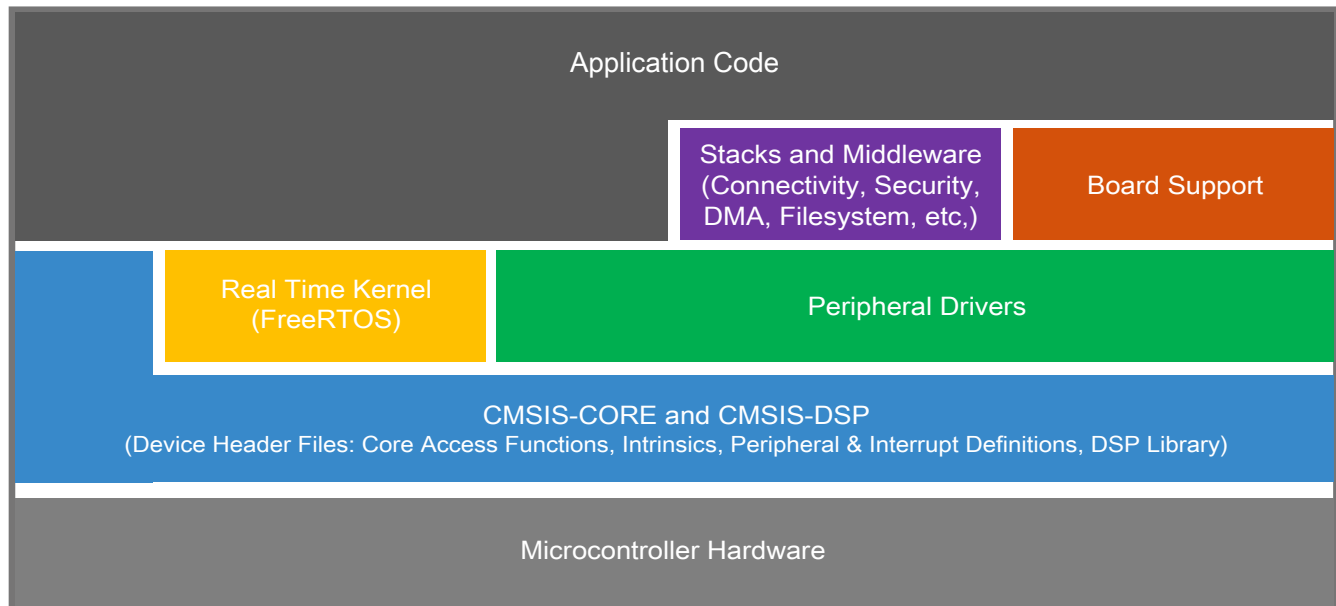 Application Code
Stacks and Middleware
(Connectivity, Security,
DMA, Filesystem, etc,)
Board Support
Real Time Kernel
(FreeRTOS)
Peripheral Drivers
CMSIS-CORE and CMSIS-DSP
(Device Header Files: Core Access Functions, Intrinsics, Peripheral & Interrupt Definitions, DSP Library)
Microcontroller Hardware